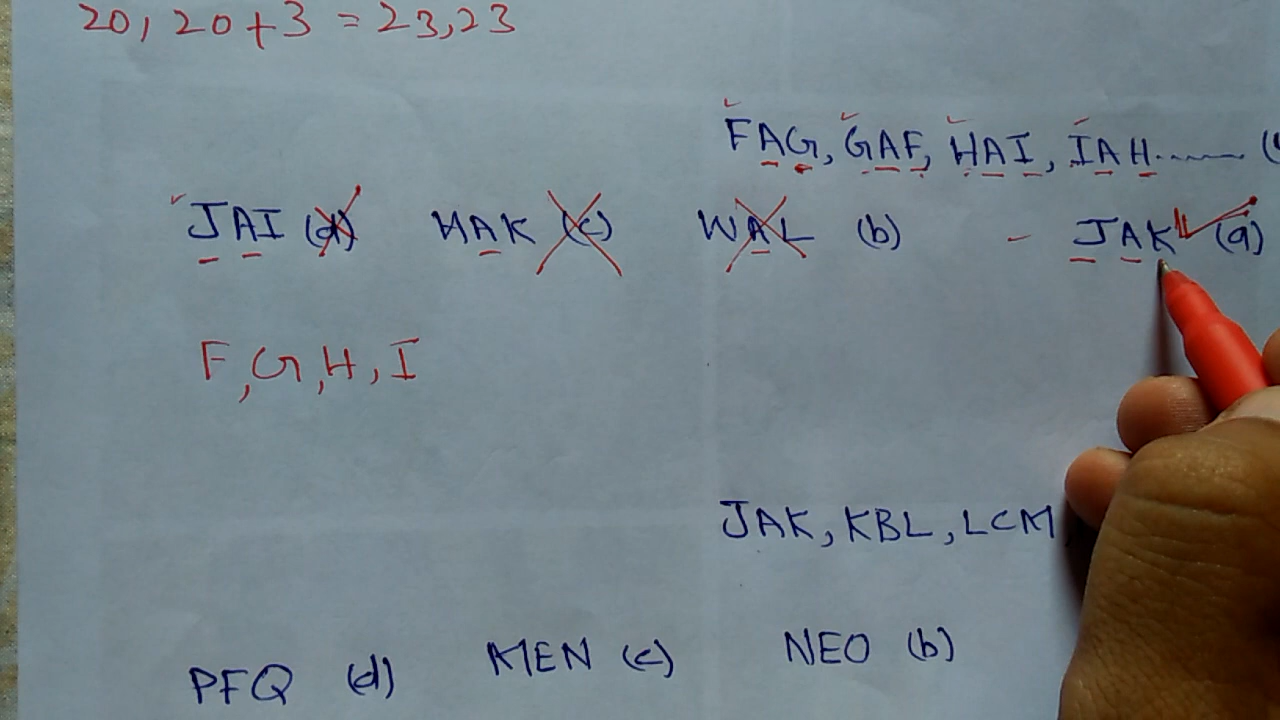 20, 20+3 = 23,23
FAG, GAF, HAI, IAH........ (
JAI (d) HAK (c) WAL (b) - JAK (a)
F, G, H, I
JAK, KBL, LCM
PFQ (d) MEN (c) NEO (b)